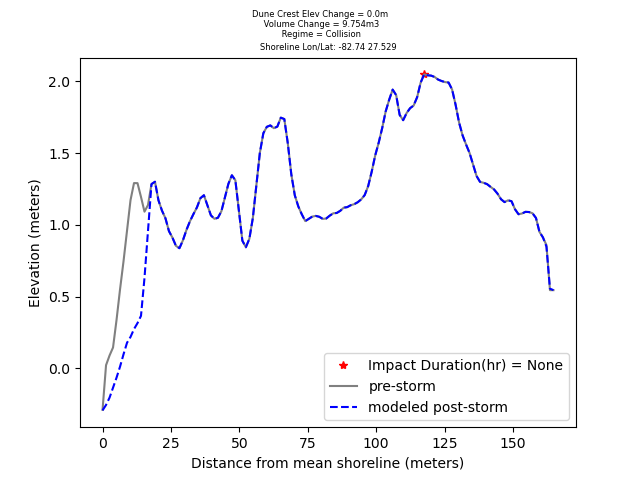 Dune Crest Elev Change = 0.0m
Volume Change = 9.754m3
Regime = Collision
Shoreline Lon/Lat: -82.74 27.529
2.0
1.5
1.0
0.5
0.0
Elevation (meters)
Impact Duration(hr) = None
pre-storm
modeled post-storm
0 25 50 75 100 125 150
Distance from mean shoreline (meters)